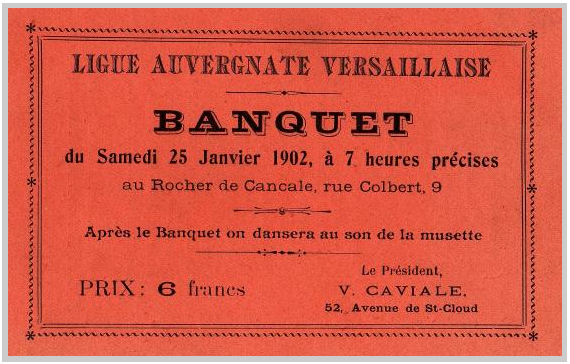 LIGUE AUVERGNATE VERSAILLAISE
BANQUET
du Samedi 25 Janvier 1902, à 7 heures précises
au Rocher de Cancale, rue Colbert, 9
Après le Banquet on dansera au son de la musette
PRIX: 6 francs
Le Président,
V. CAVIALE,
52, Avenue de St-Cloud